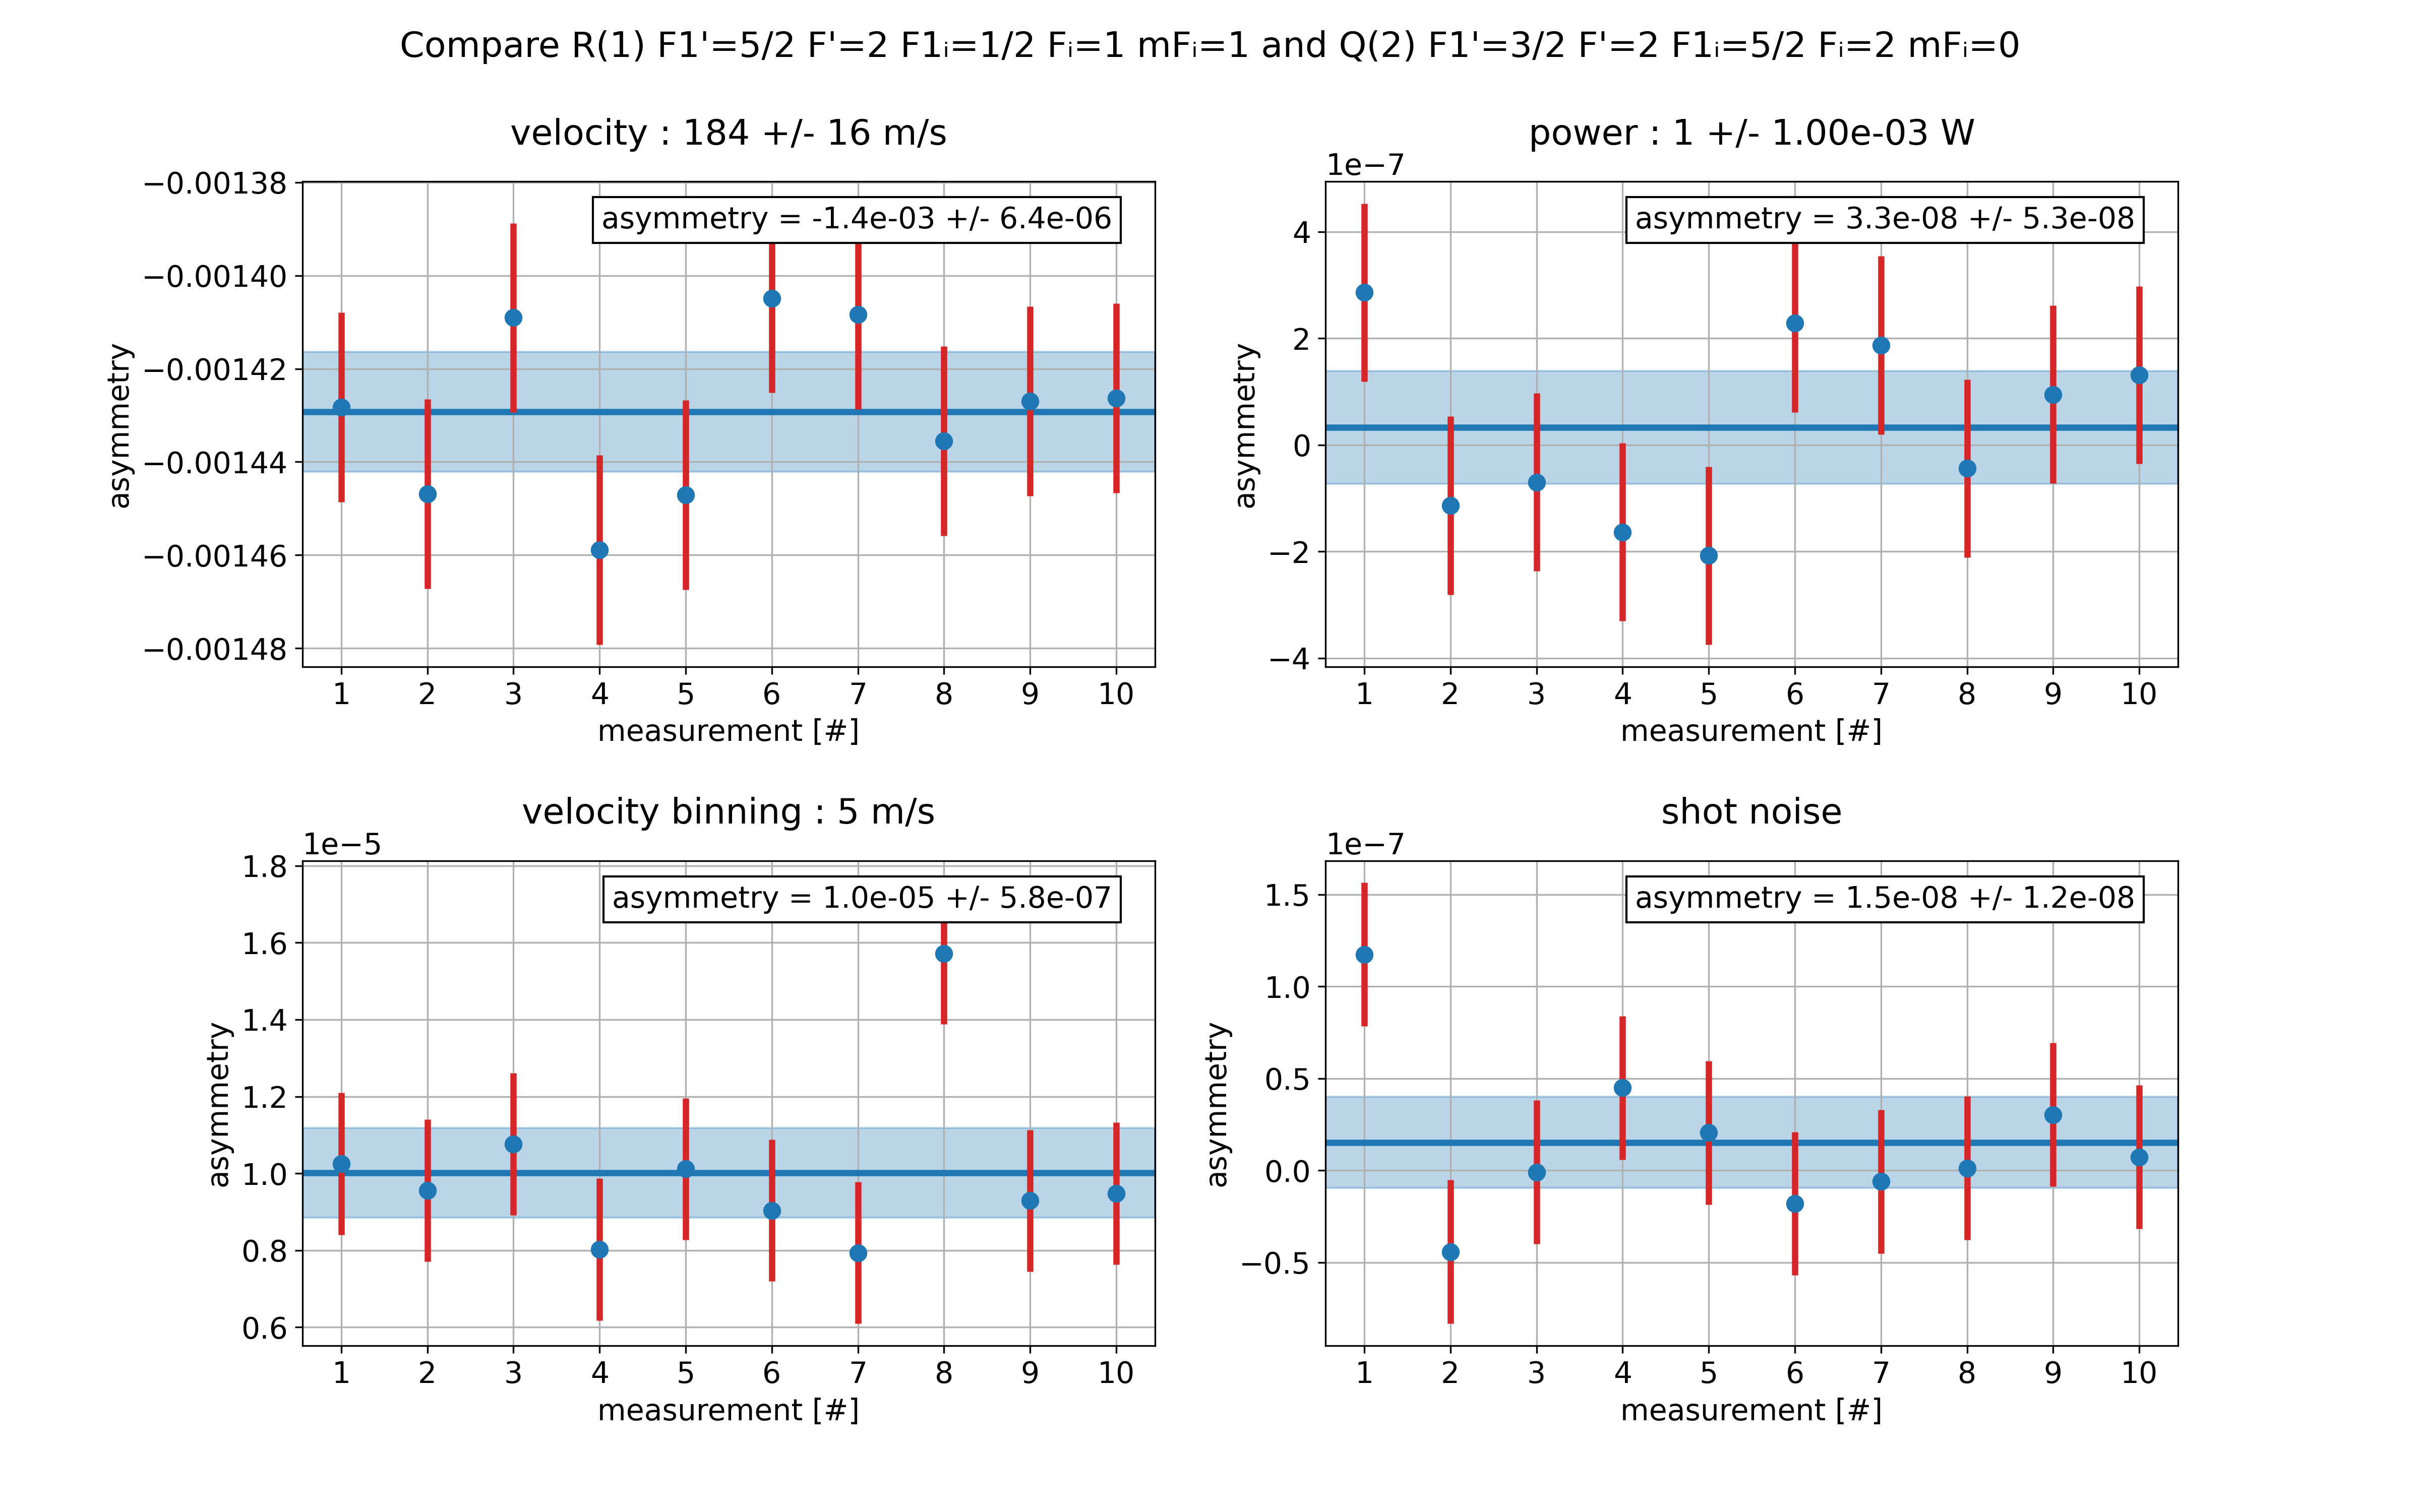 Compare R(1) F1'=5/2 F'=2 F1ᵢ=1/2 Fᵢ=1 mFᵢ=1 and Q(2) F1'=3/2 F'=2 F1ᵢ=5/2 Fᵢ=2 mFᵢ=0
velocity : 184 +/- 16 m/s
asymmetry = -1.4e-03 +/- 6.4e-06
−0.00138
−0.00140
−0.00142
−0.00144
−0.00146
−0.00148
asymmetry
1 2 3 4 5 6 7 8 9 10
measurement [#]
power : 1 +/- 1.00e-03 W
1e−7
asymmetry = 3.3e-08 +/- 5.3e-08
4
2
0
−2
−4
asymmetry
1 2 3 4 5 6 7 8 9 10
measurement [#]
velocity binning : 5 m/s
1e−5
asymmetry = 1.0e-05 +/- 5.8e-07
1.8
1.6
1.4
1.2
1.0
0.8
0.6
asymmetry
1 2 3 4 5 6 7 8 9 10
measurement [#]
shot noise
1e−7
asymmetry = 1.5e-08 +/- 1.2e-08
1.5
1.0
0.5
0.0
−0.5
asymmetry
1 2 3 4 5 6 7 8 9 10
measurement [#]